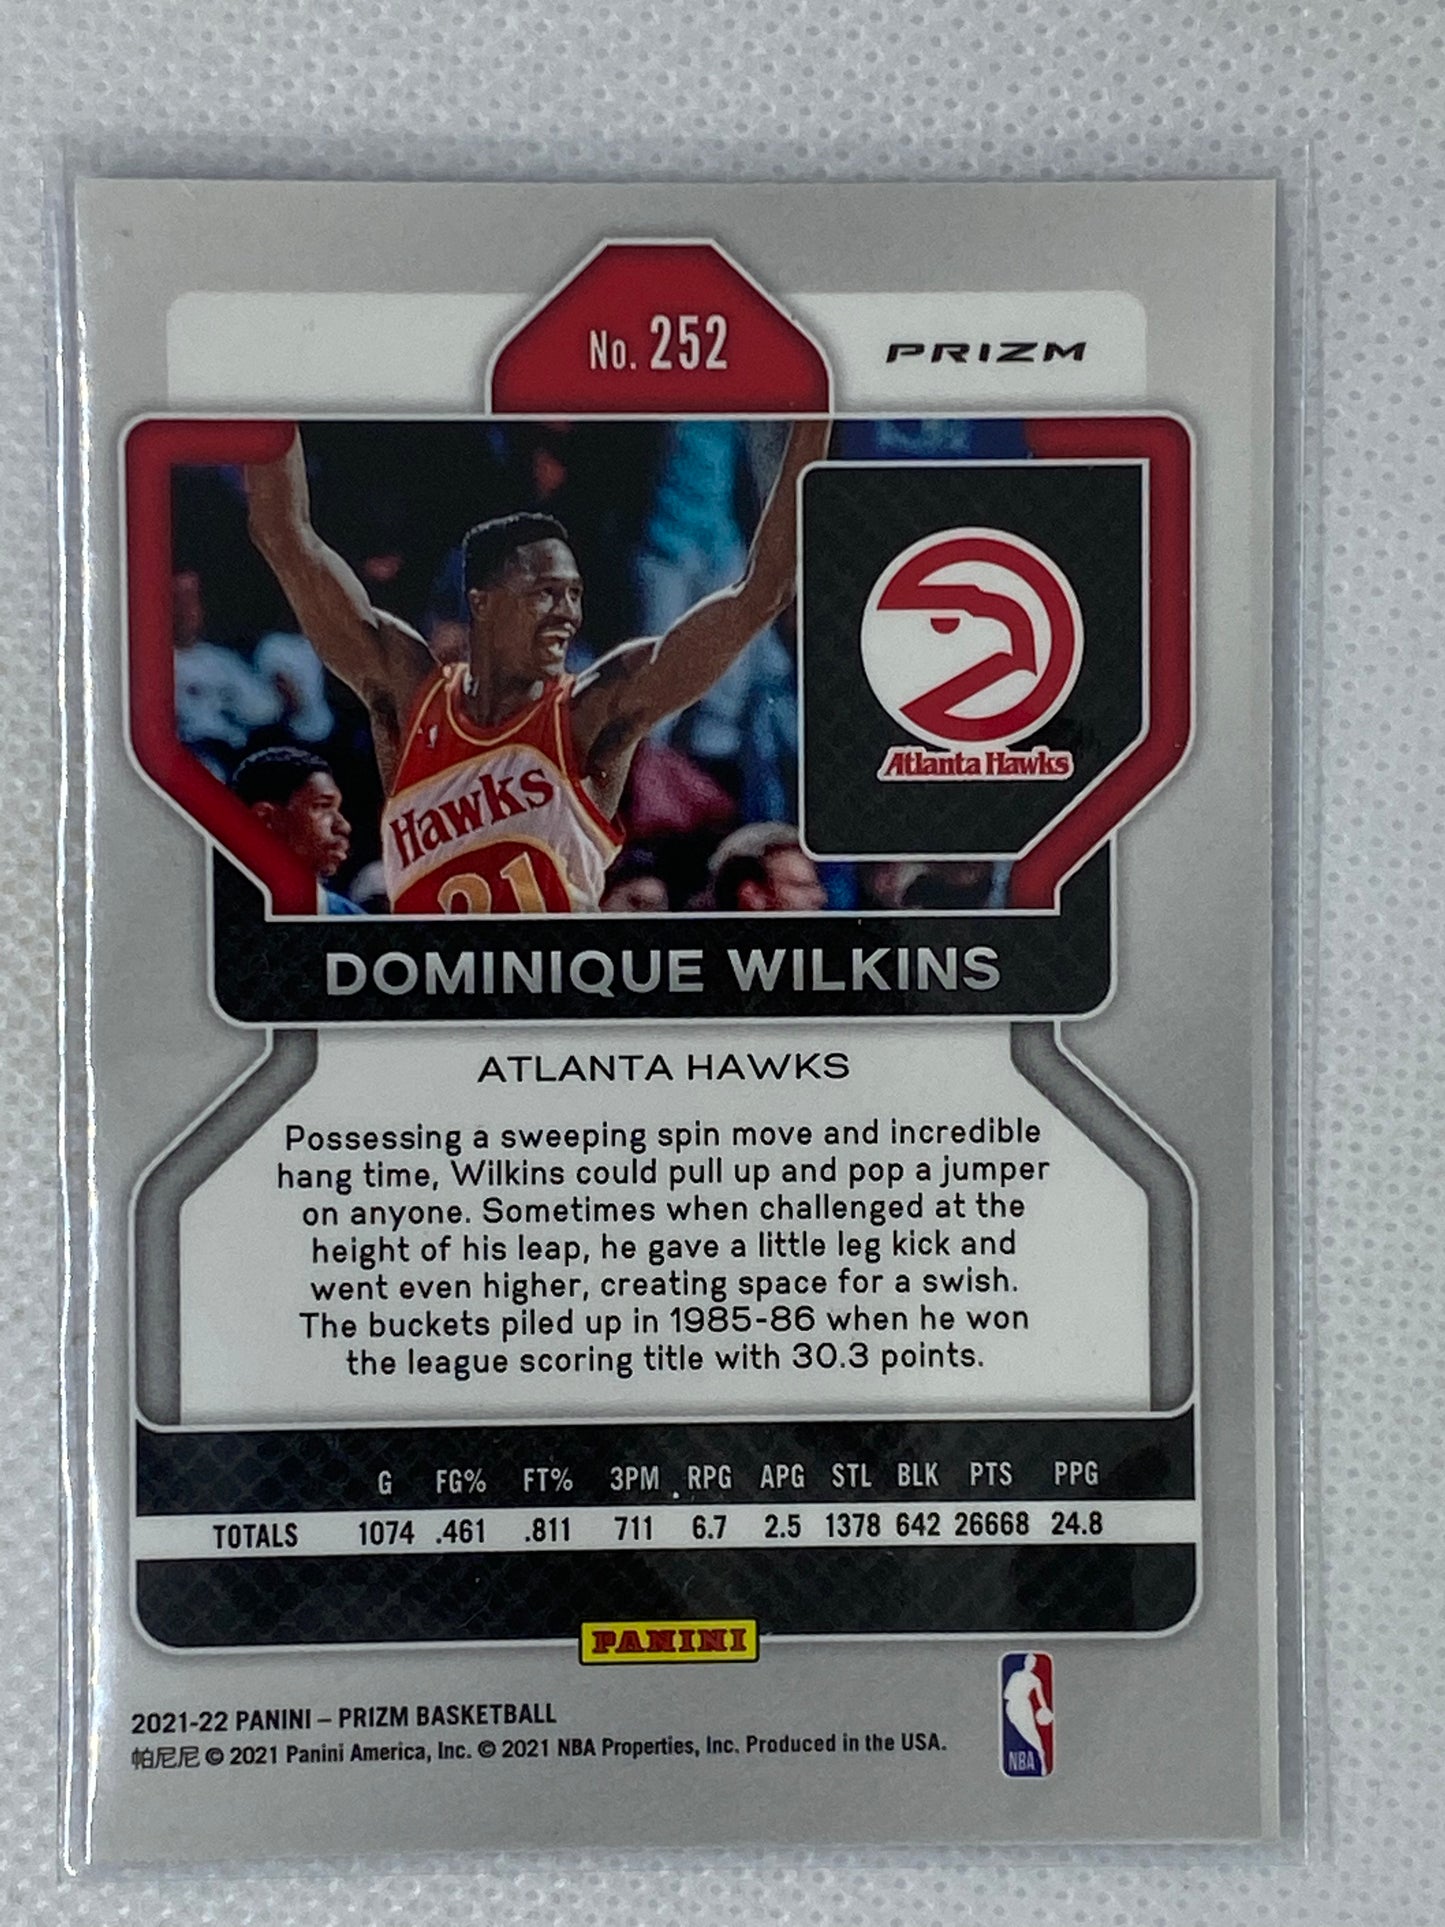 No. 252
PRIZM
Hawks
21
Atlanta Hawks
DOMINIQUE WILKINS
ATLANTA HAWKS
Possessing a sweeping spin move and incredible
hang time, Wilkins could pull up and pop a jumper
on anyone. Sometimes when challenged at the
height of his leap, he gave a little leg kick and
went even higher, creating space for a swish.
The buckets piled up in 1985-86 when he won
the league scoring title with 30.3 points.
G FG% FT% 3PM RPG APG STL BLK PTS PPG
TOTALS 1074 .461 .811 711 6.7 2.5 1378 642 26668 24.8
PANINI
2021-22 PANINI – PRIZM BASKETBALL
帕尼尼 © 2021 Panini America, Inc. © 2021 NBA Properties, Inc. Produced in the USA.
NBA